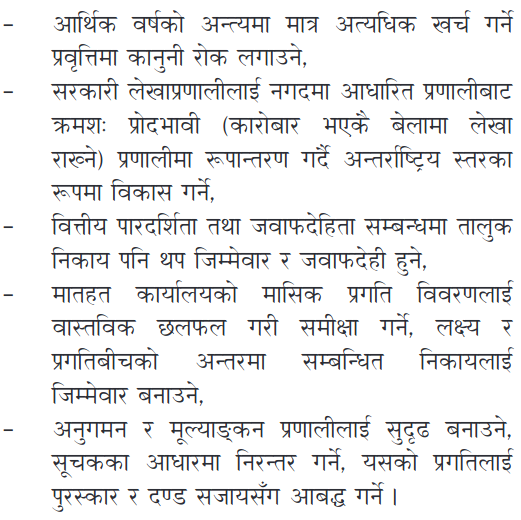 – आर्थिक वर्षको अन्त्यमा मात्र अत्यधिक खर्च गर्ने
प्रवृत्तिमा कानुनी रोक लगाउने,
– सरकारी लेखाप्रणालीलाई नगदमा आधारित प्रणालीबाट
क्रमशः प्रोदभावी (कारोबार भएकै बेलामा लेखा
राख्ने) प्रणालीमा रूपान्तरण गर्दै अन्तर्राष्ट्रिय स्तरका
रूपमा विकास गर्ने,
– वित्तीय पारदर्शिता तथा जवाफदेहिता सम्बन्धमा तालुक
निकाय पनि थप जिम्मेवार र जवाफदेही हुने,
– मातहत कार्यालयको मासिक प्रगति विवरणलाई
वास्तविक छलफल गरी समीक्षा गर्ने, लक्ष्य र
प्रगतिबीचको अन्तरमा सम्बन्धित निकायलाई
जिम्मेवार बनाउने,
– अनुगमन र मूल्याङ्कन प्रणालीलाई सुदृढ बनाउने,
सूचकका आधारमा निरन्तर गर्ने, यसको प्रगतिलाई
पुरस्कार र दण्ड सजायसँग आबद्ध गर्ने ।